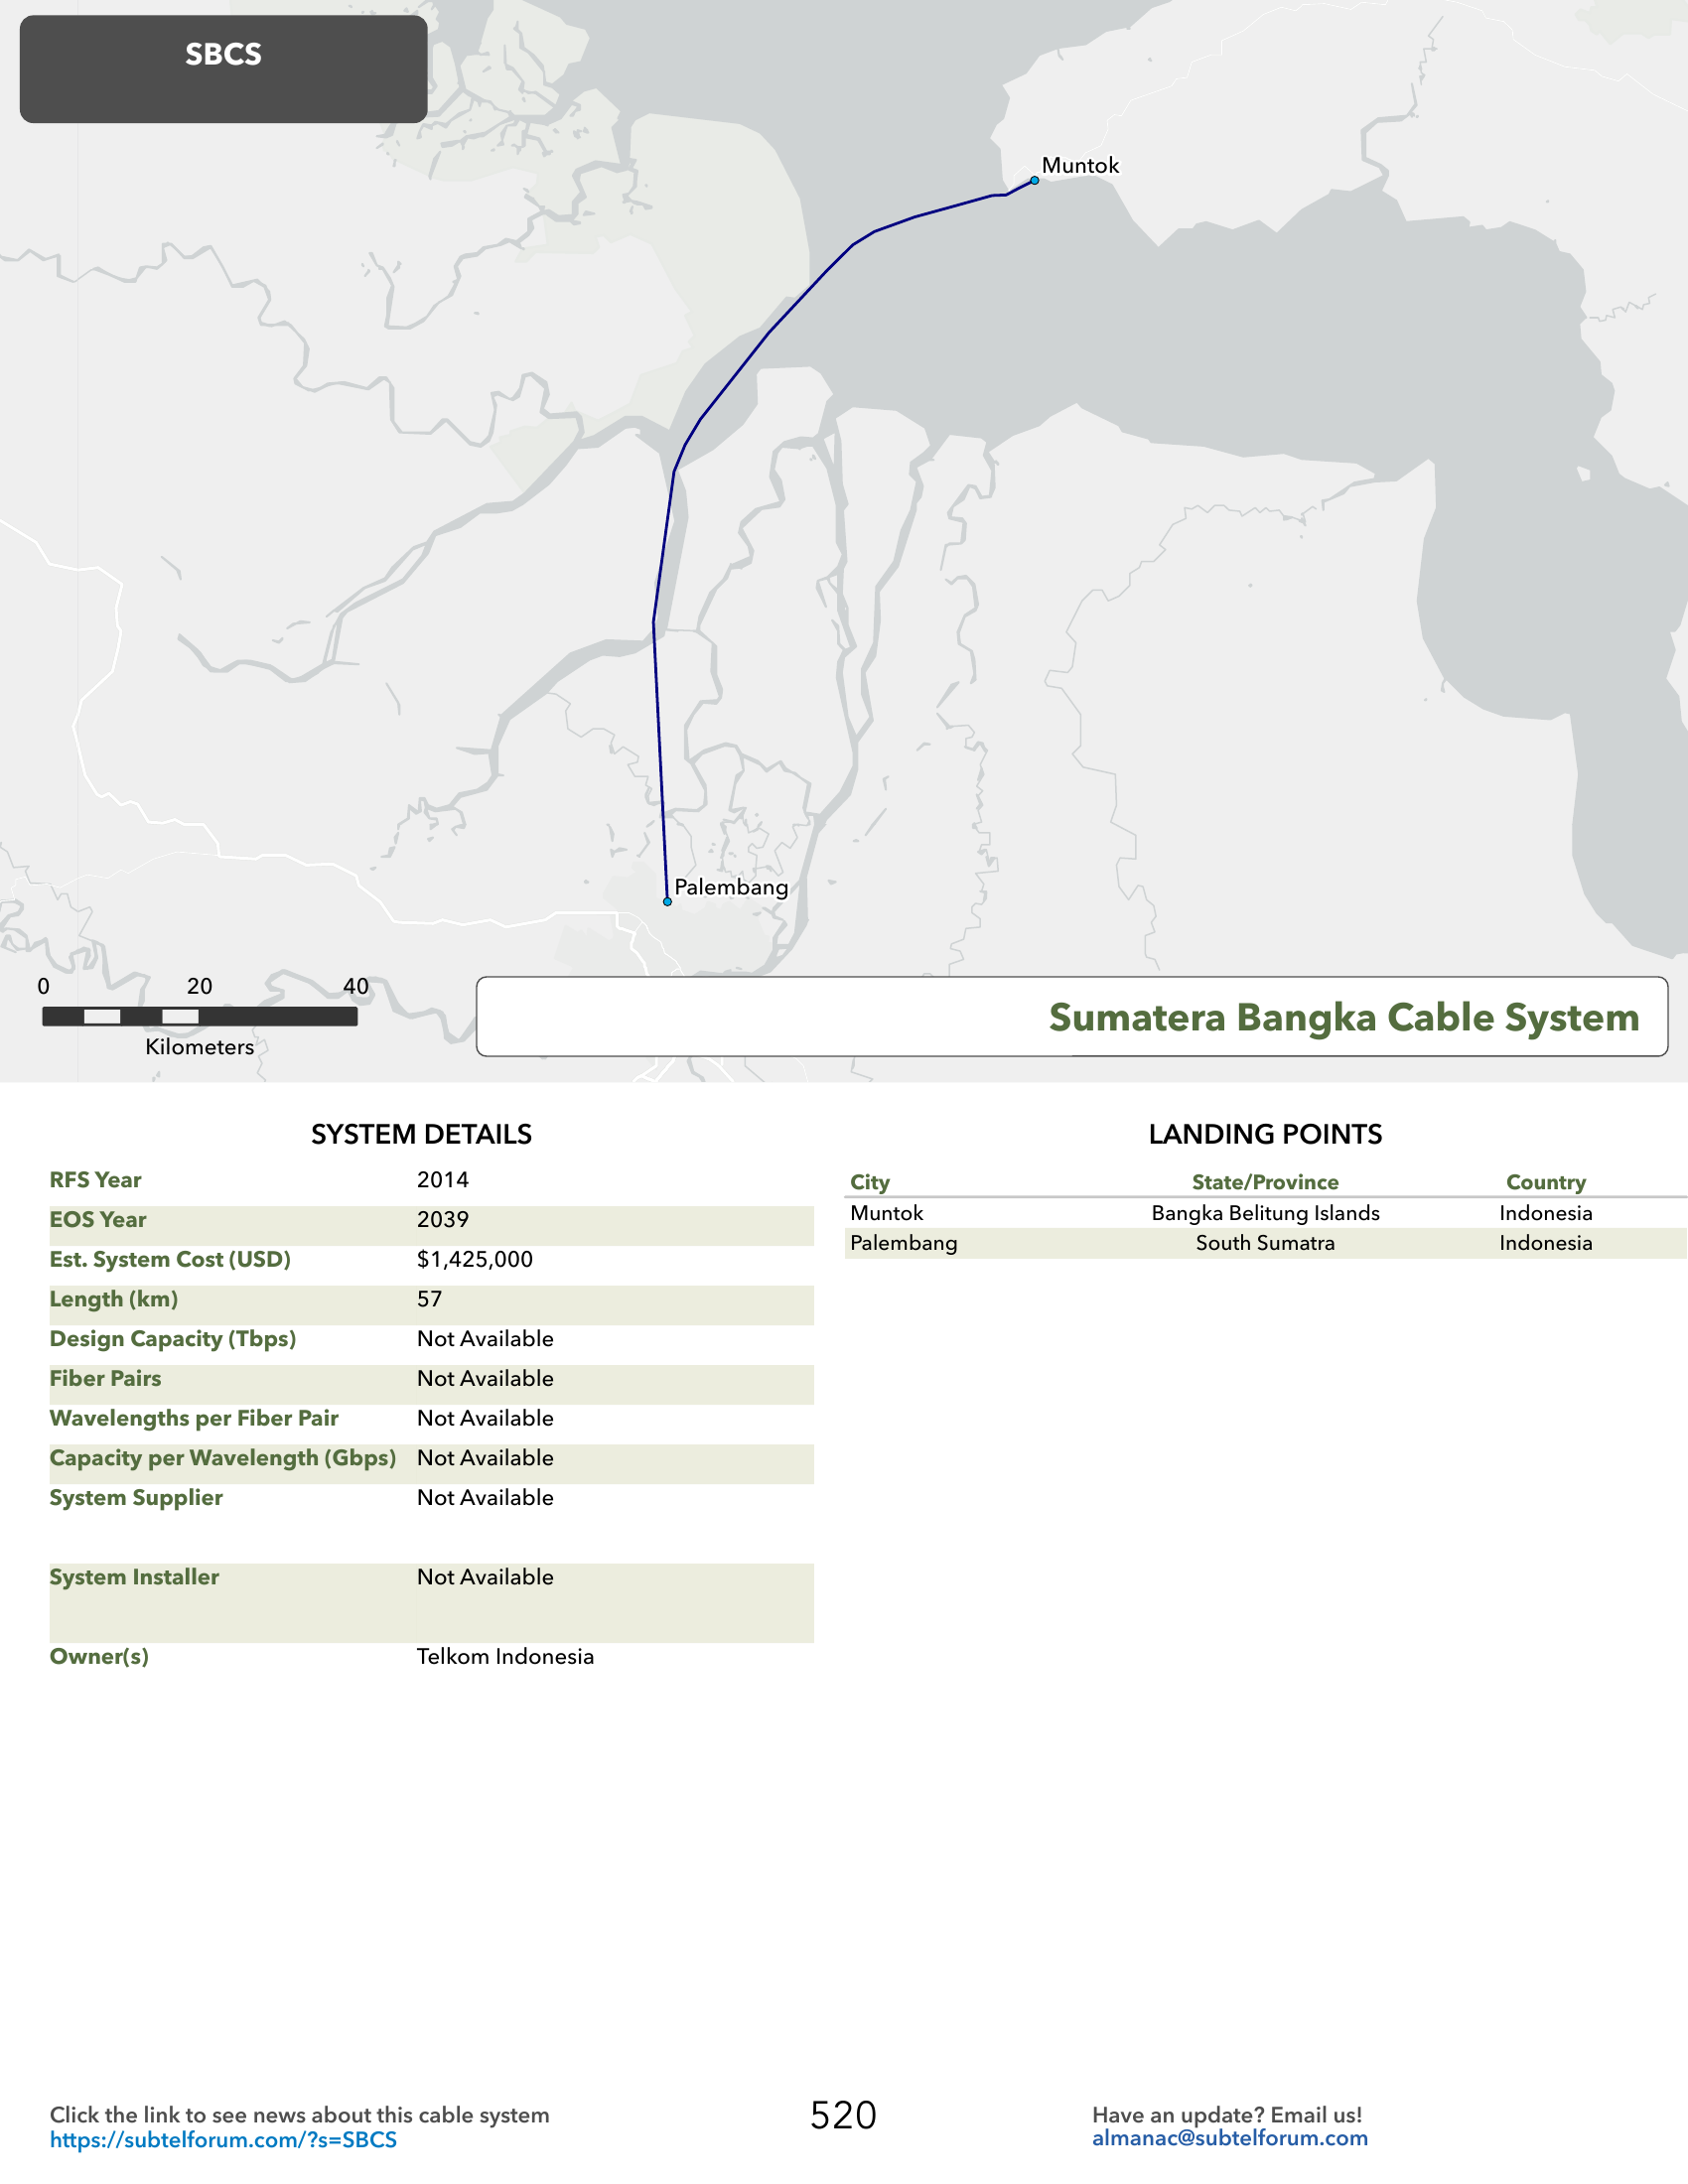 SBCS
Muntok
Palembang
0 20 40
Kilometers
Sumatera Bangka Cable System
SYSTEM DETAILS
RFS Year 2014
EOS Year 2039
Est. System Cost (USD) $1,425,000
Length (km) 57
Design Capacity (Tbps) Not Available
Fiber Pairs Not Available
Wavelengths per Fiber Pair Not Available
Capacity per Wavelength (Gbps) Not Available
System Supplier Not Available
System Installer Not Available
Owner(s) Telkom Indonesia
LANDING POINTS
City State/Province Country
Muntok Bangka Belitung Islands Indonesia
Palembang South Sumatra Indonesia
Click the link to see news about this cable system
https://subtelforum.com/?s=SBCS
520
Have an update? Email us!
almanac@subtelforum.com